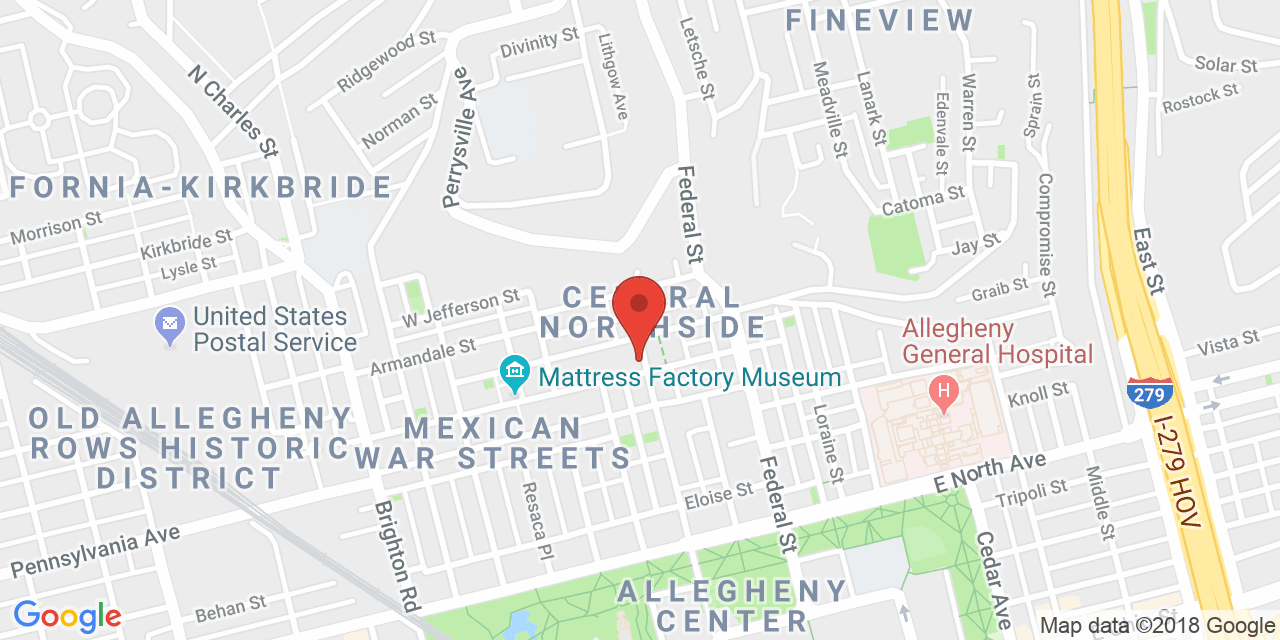 FINEVIEW
Ridgewood St
Divinity St
Lithgow Ave
Letsche St
Meadville St
Lanark St
Warren St
Edenvale St
Solar St
Rostock St
Sprain St
N Charles St
Norman St
Perrysville Ave
Federal St
FORNIA-KIRKBRIDE
Catoma St
Compromise St
Morrison St
Kirkbride St
Lysle St
Jay St
East St
Graib St
W Jefferson St
CENTRAL
NORTHSIDE
United States
Postal Service
Armandale St
Allegheny
General Hospital
H
Vista St
Mattress Factory Museum
279
Knoll St
OLD ALLEGHENY
ROWS HISTORIC
DISTRICT
MEXICAN
WAR STREETS
Loraine St
I-279 HOV
Federal St
E North Ave
Resaca Pl
Eloise St
Tripoli St
Middle St
Brighton Rd
Pennsylvania Ave
Cedar Ave
Behan St
ALLEGHENY
CENTER
Google
Map data ©2018 Google